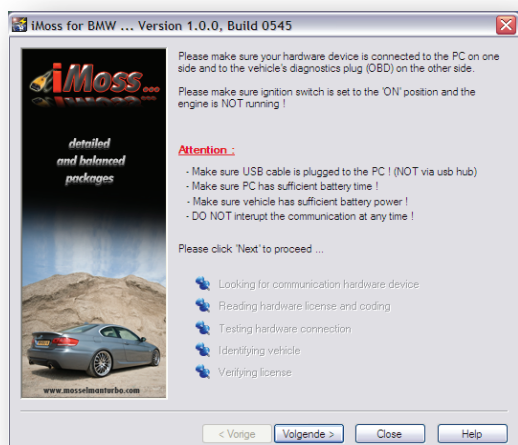 iMoss for BMW ... Version 1.0.0, Build 0545
iMoss...
detailed
and balanced
packages
www.mosselmanturbo.com
Please make sure your hardware device is connected to the PC on one
side and to the vehicle's diagnostics plug (OBD) on the other side.
Please make sure ignition switch is set to the 'ON' position and the
engine is NOT running !
Attention :
- Make sure USB cable is plugged to the PC ! (NOT via usb hub)
- Make sure PC has sufficient battery time !
- Make sure vehicle has sufficient battery power !
- DO NOT interupt the communication at any time !
Please click 'Next' to proceed ...
Looking for communication hardware device
Reading hardware license and coding
Testing hardware connection
Identifying vehicle
Verifying license
< Vorige
Volgende >
Close
Help